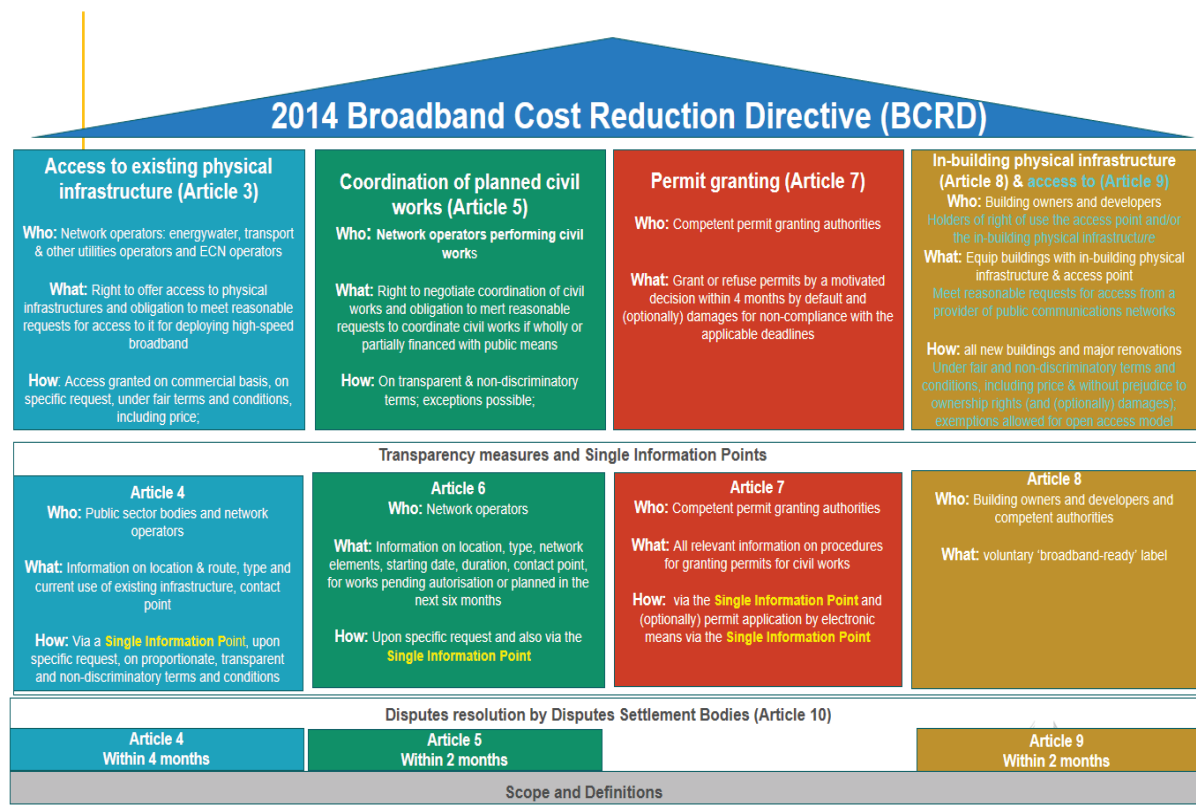 2014 Broadband Cost Reduction Directive (BCRD)
Access to existing physical
infrastructure (Article 3)
Who: Network operators: energywater, transport
& other utilities operators and ECN operators
What: Right to offer access to physical
infrastructures and obligation to meet reasonable
requests for access to it for deploying high-speed
broadband
How: Access granted on commercial basis, on
specific request, under fair terms and conditions,
including price;
Coordination of planned civil
works (Article 5)
Who: Network operators performing civil
works
What: Right to negotiate coordination of civil
works and obligation to mert reasonable
requests to coordinate civil works if wholly or
partially financed with public means
How: On transparent & non-discriminatory
terms; exceptions possible;
Permit granting (Article 7)
Who: Competent permit granting authorities
What: Grant or refuse permits by a motivated
decision within 4 months by default and
(optionally) damages for non-compliance with the
applicable deadlines
In-building physical infrastructure
(Article 8) & access to (Article 9)
Who: Building owners and developers
Holders of right of use the access point and/or
the in-building physical infrastructure
What: Equip buildings with in-building physical
infrastructure & access point
Meet reasonable requests for access from a
provider of public communications networks
How: all new buildings and major renovations
Under fair and non-discriminatory terms and
conditions, including price & without prejudice to
ownership rights (and (optionally) damages);
exemptions allowed for open access model
Transparency measures and Single Information Points
Article 4
Who: Public sector bodies and network
operators
What: Information on location & route, type and
current use of existing infrastructure, contact
point
How: Via a Single Information Point, upon
specific request, on proportionate, transparent
and non-discriminatory terms and conditions
Article 6
Who: Network operators
What: Information on location, type, network
elements, starting date, duration, contact point,
for works pending autorisation or planned in the
next six months
How: Upon specific request and also via the
Single Information Point
Article 7
Who: Competent permit granting authorities
What: All relevant information on procedures
for granting permits for civil works
How: via the Single Information Point and
(optionally) permit application by electronic
means via the Single Information Point
Article 8
Who: Building owners and developers and
competent authorities
What: voluntary ‘broadband-ready’ label
Disputes resolution by Disputes Settlement Bodies (Article 10)
Article 4
Within 4 months
Article 5
Within 2 months
Article 9
Within 2 months
Scope and Definitions